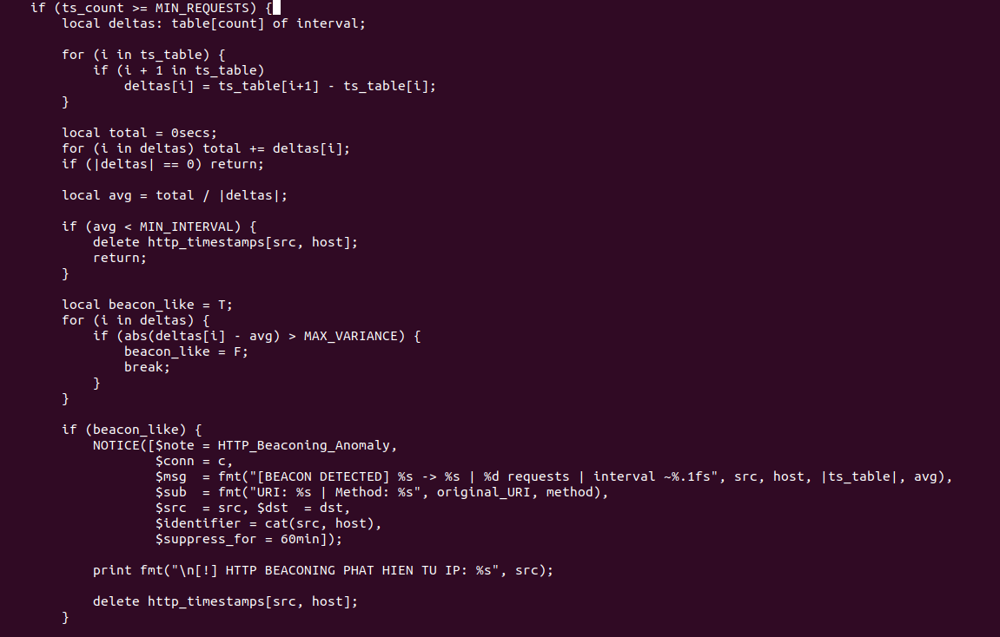 if (ts_count >= MIN_REQUESTS) {
    local deltas: table[count] of interval;

    for (i in ts_table) {
        if (i + 1 in ts_table)
            deltas[i] = ts_table[i+1] - ts_table[i];
    }

    local total = 0secs;
    for (i in deltas) total += deltas[i];
    if (|deltas| == 0) return;

    local avg = total / |deltas|;

    if (avg < MIN_INTERVAL) {
        delete http_timestamps[src, host];
        return;
    }

    local beacon_like = T;
    for (i in deltas) {
        if (abs(deltas[i] - avg) > MAX_VARIANCE) {
            beacon_like = F;
            break;
        }
    }

    if (beacon_like) {
        NOTICE([$note = HTTP_Beaconing_Anomaly,
                $conn = c,
                $msg  = fmt("[BEACON DETECTED] %s -> %s | %d requests | interval ~%.1fs", src, host, |ts_table|, avg),
                $sub  = fmt("URI: %s | Method: %s", original_URI, method),
                $src  = src, $dst  = dst,
                $identifier = cat(src, host),
                $suppress_for = 60min]);

        print fmt("\n[!] HTTP BEACONING PHAT HIEN TU IP: %s", src);

        delete http_timestamps[src, host];
    }